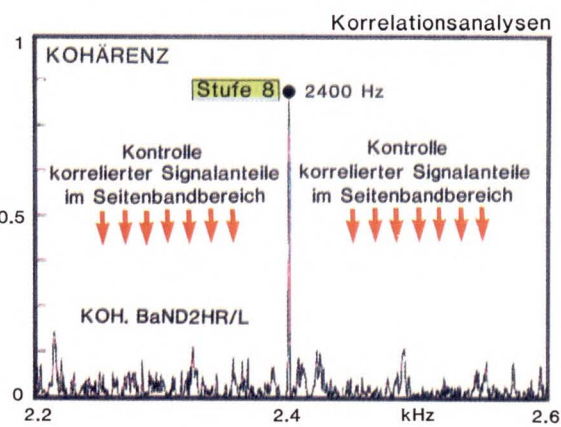 Korrelationsanalysen
1
KOHÄRENZ
Stufe 8 2400 Hz
Kontrolle
korrelierter Signalanteile
im Seitenbandbereich
Kontrolle
korrelierter Signalanteile
im Seitenbandbereich
0.5
KOH. BaND2HR/L
0
2.2 2.4 kHz 2.6